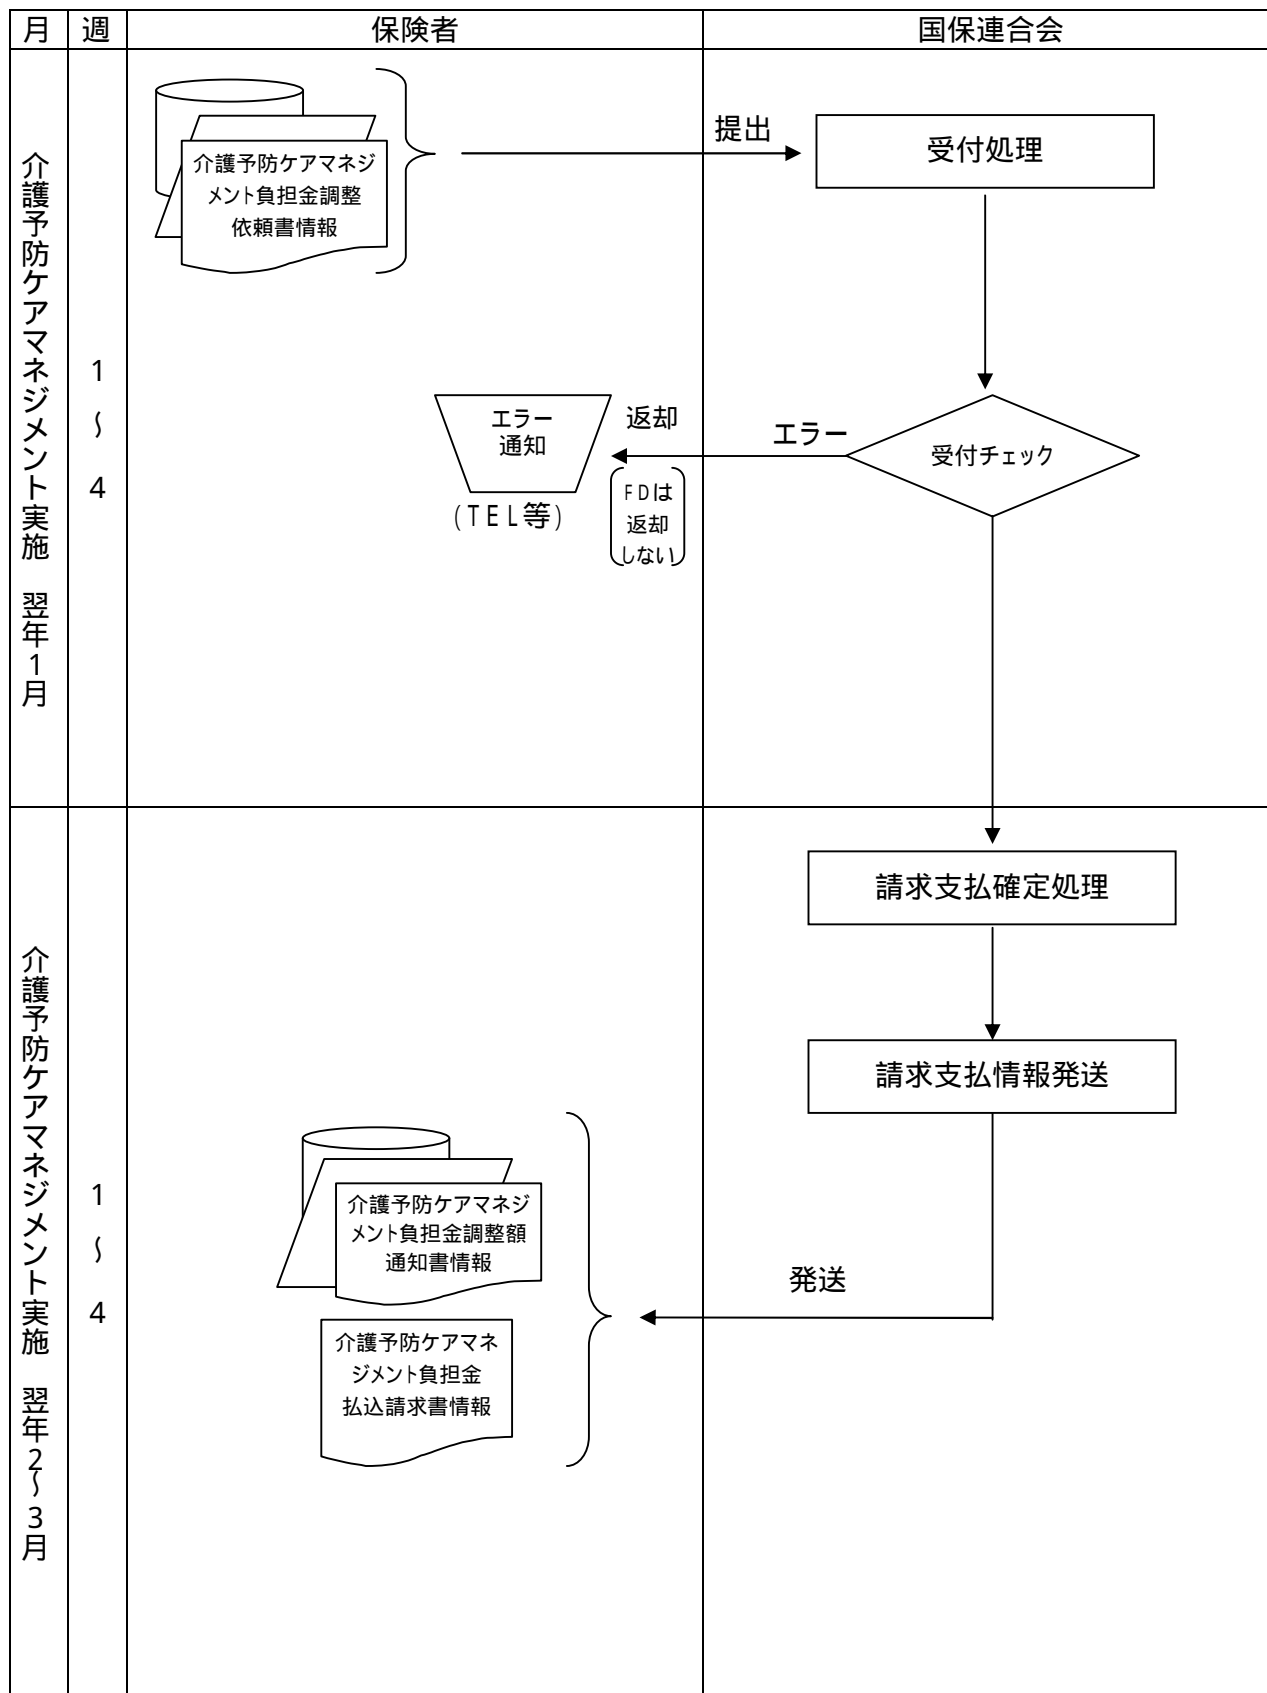 月 週 保険者 国保連合会
介護予防ケアマネジメント実施 翌年1月
1
〜
4
介護予防ケアマネジ
メント負担金調整
依頼書情報
提出
受付処理
エラー
通知
(TEL等)
返却
FDは
返却
しない
エラー
受付チェック
介護予防ケアマネジメント実施 翌年2〜3月
1
〜
4
請求支払確定処理
請求支払情報発送
介護予防ケアマネジ
メント負担金調整額
通知書情報
発送
介護予防ケアマネ
ジメント負担金
払込請求書情報